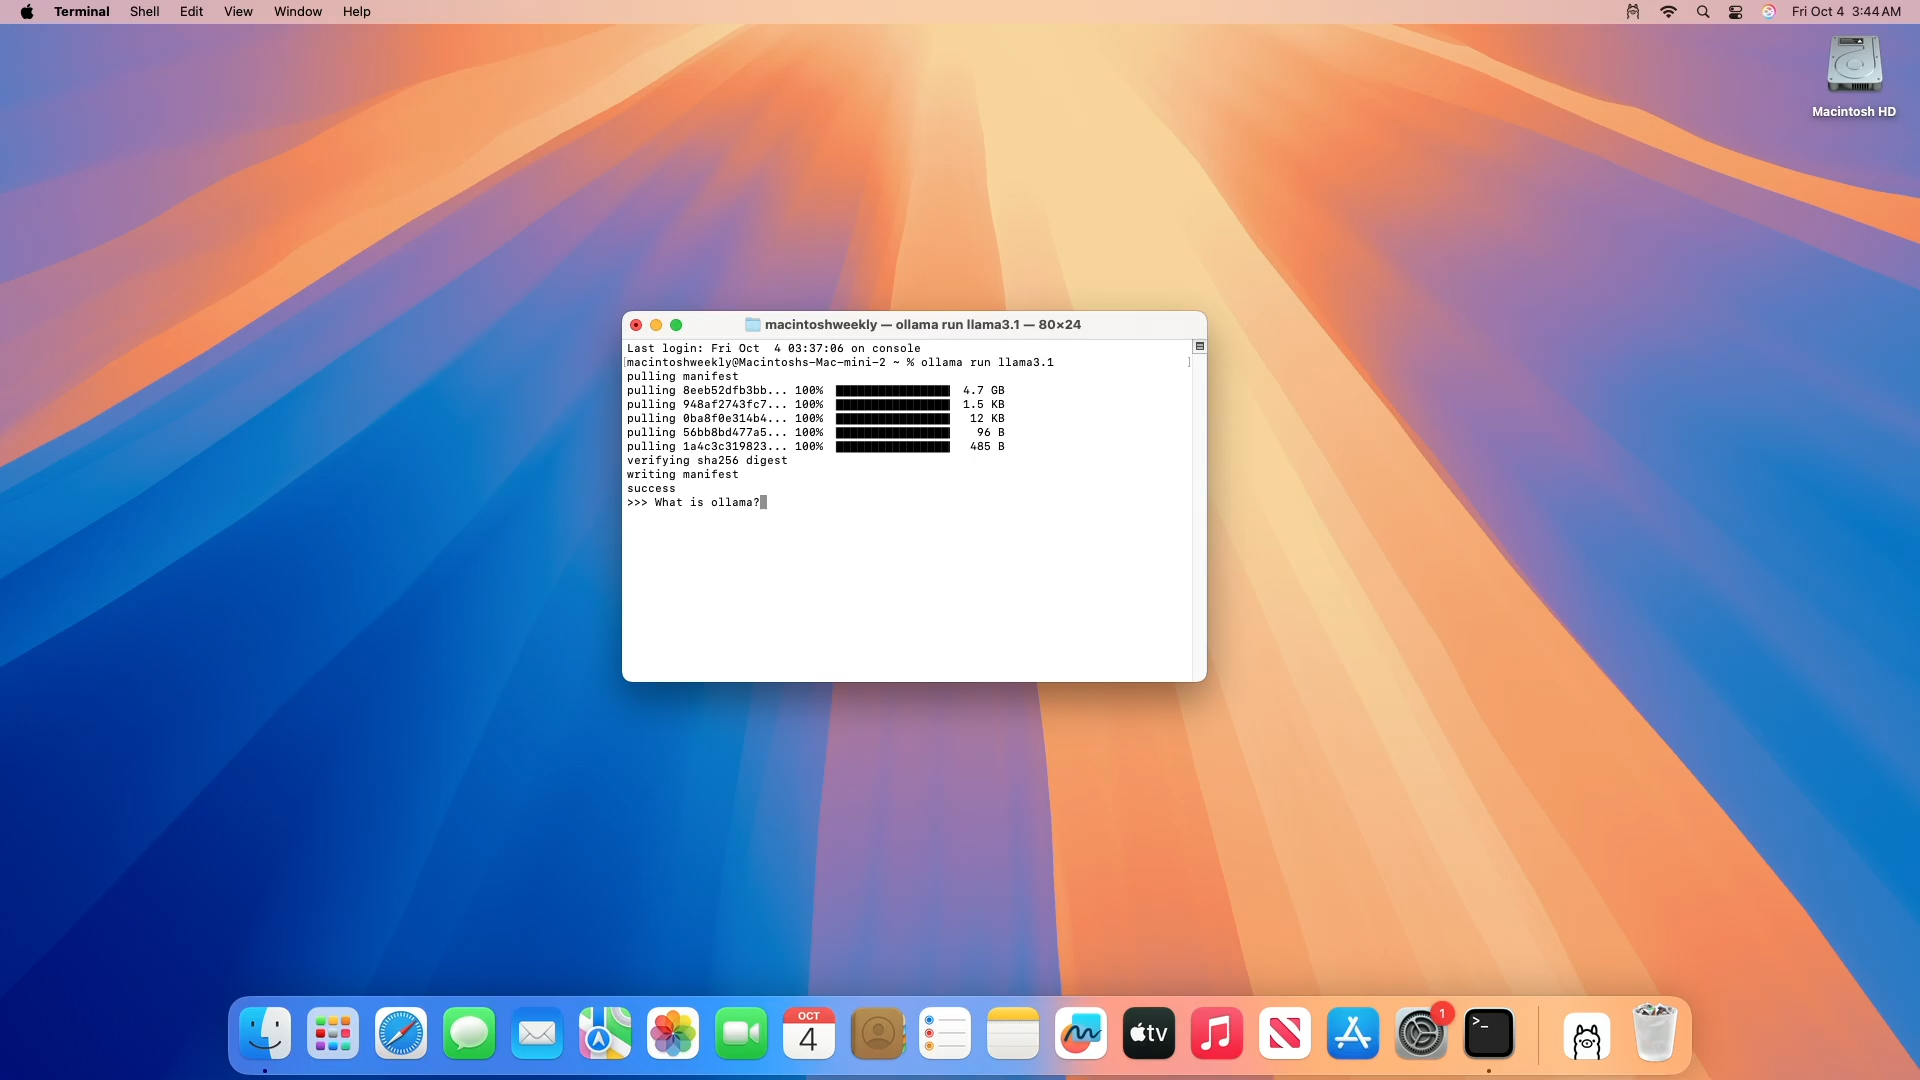 Terminal Shell Edit View Window Help Fri Oct 4 3:44 AM
Macintosh HD
macintoshweekly — ollama run llama3.1 — 80×24
Last login: Fri Oct  4 03:37:06 on console
[macintoshweekly@Macintoshs-Mac-mini-2 ~ % ollama run llama3.1 ]
pulling manifest
pulling 8eeb52dfb3bb... 100% 4.7 GB
pulling 948af2743fc7... 100% 1.5 KB
pulling 0ba8f0e314b4... 100% 12 KB
pulling 56bb8bd477a5... 100% 96 B
pulling 1a4c3c319823... 100% 485 B
verifying sha256 digest
writing manifest
success
>>> What is ollama?
OCT
4
tv
1
>_